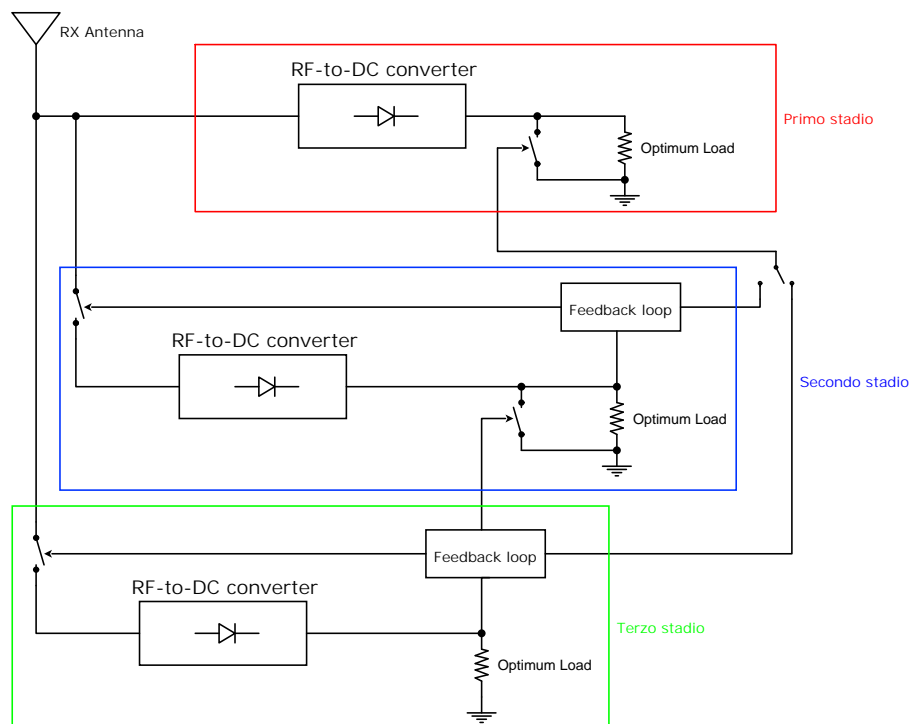 RX Antenna
RF-to-DC converter
Optimum Load
Primo stadio
Feedback loop
RF-to-DC converter
Optimum Load
Secondo stadio
Feedback loop
RF-to-DC converter
Optimum Load
Terzo stadio